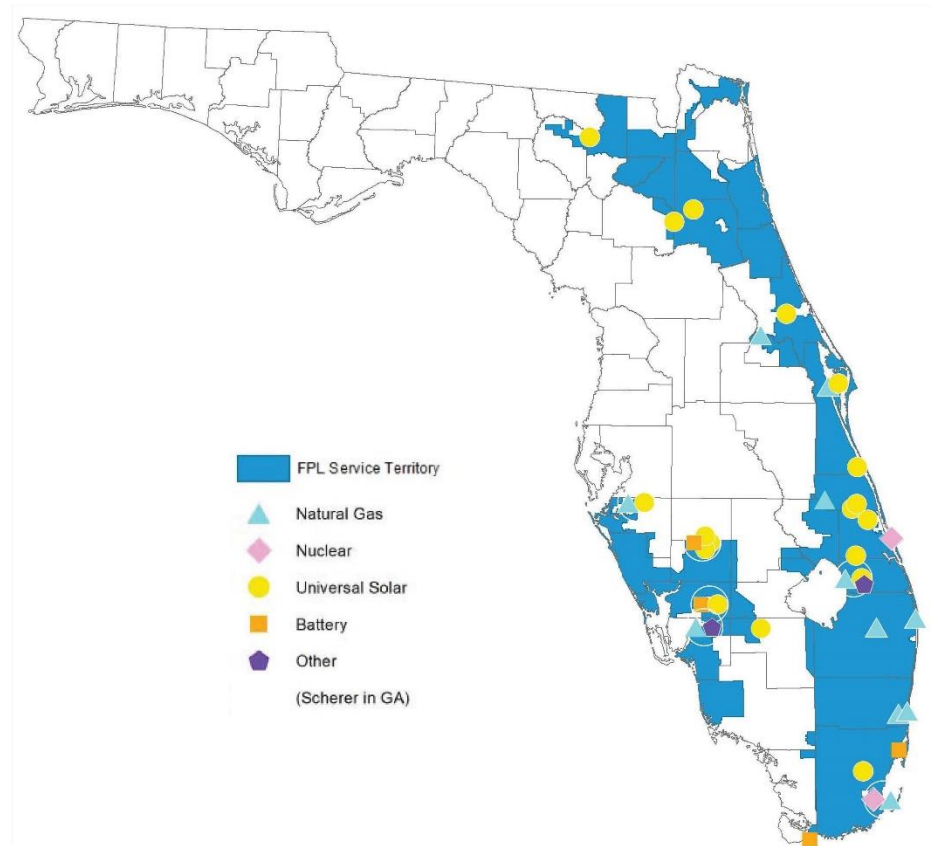 FPL Service Territory
Natural Gas
Nuclear
Universal Solar
Battery
Other
(Scherer in GA)